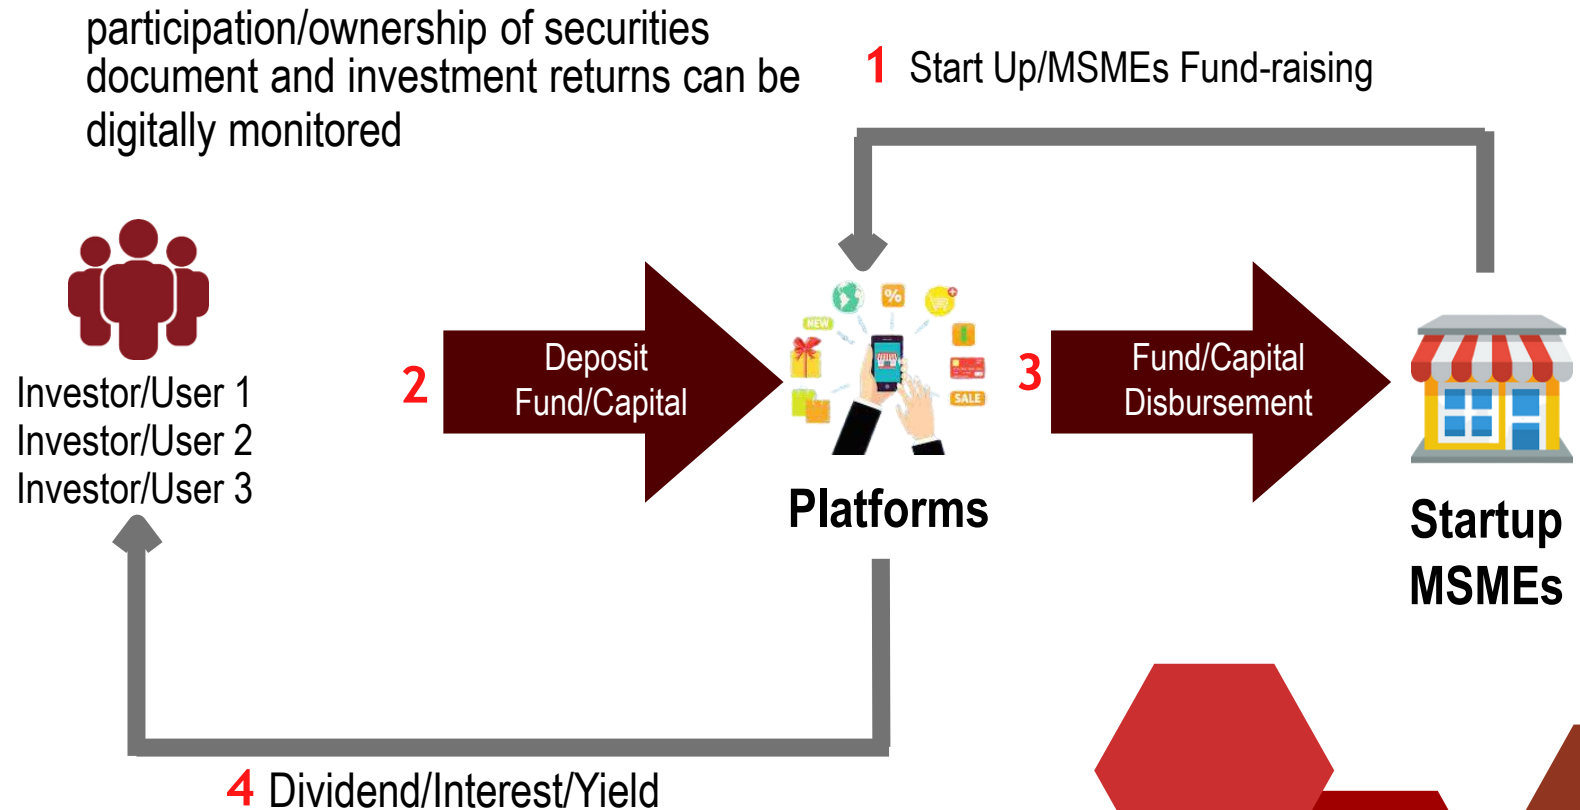 participation/ownership of securities
document and investment returns can be
digitally monitored
1 Start Up/MSMEs Fund-raising
Investor/User 1
Investor/User 2
Investor/User 3
2
Deposit
Fund/Capital
%
NEW
SALE
Platforms
3
Fund/Capital
Disbursement
Startup
MSMEs
4 Dividend/Interest/Yield